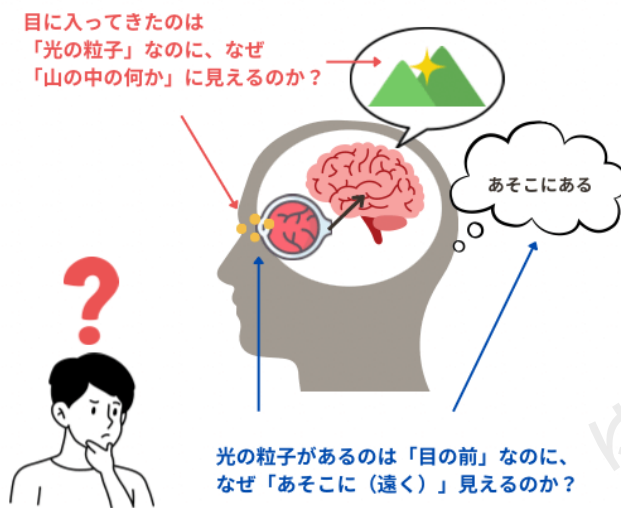 目に入ってきたのは
「光の粒子」なのに、なぜ
「山の中の何か」に見えるのか？
あそこにある
?
光の粒子があるのは「目の前」なのに、
なぜ「あそこに（遠く）」見えるのか？